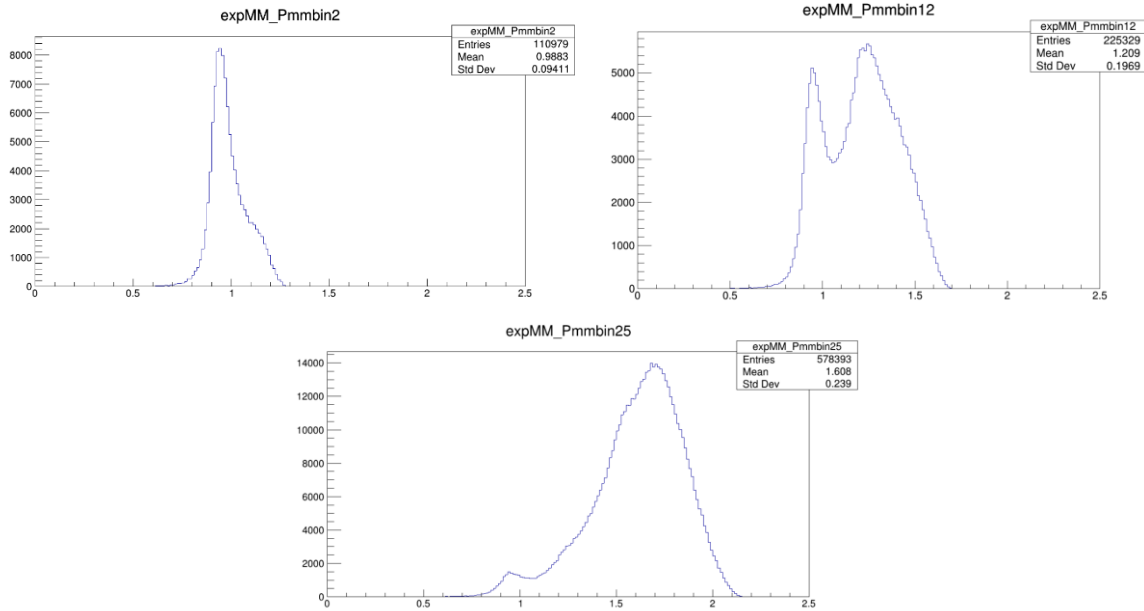 expMM_Pmmbin2
expMM_Pmmbin2
Entries 110979
Mean 0.9883
Std Dev 0.09411
8000
7000
6000
5000
4000
3000
2000
1000
0
0 0.5 1 1.5 2 2.5
expMM_Pmmbin12
expMM_Pmmbin12
Entries 225329
Mean 1.209
Std Dev 0.1969
5000
4000
3000
2000
1000
0
0 0.5 1 1.5 2 2.5
expMM_Pmmbin25
expMM_Pmmbin25
Entries 578393
Mean 1.608
Std Dev 0.239
14000
12000
10000
8000
6000
4000
2000
0
0 0.5 1 1.5 2 2.5